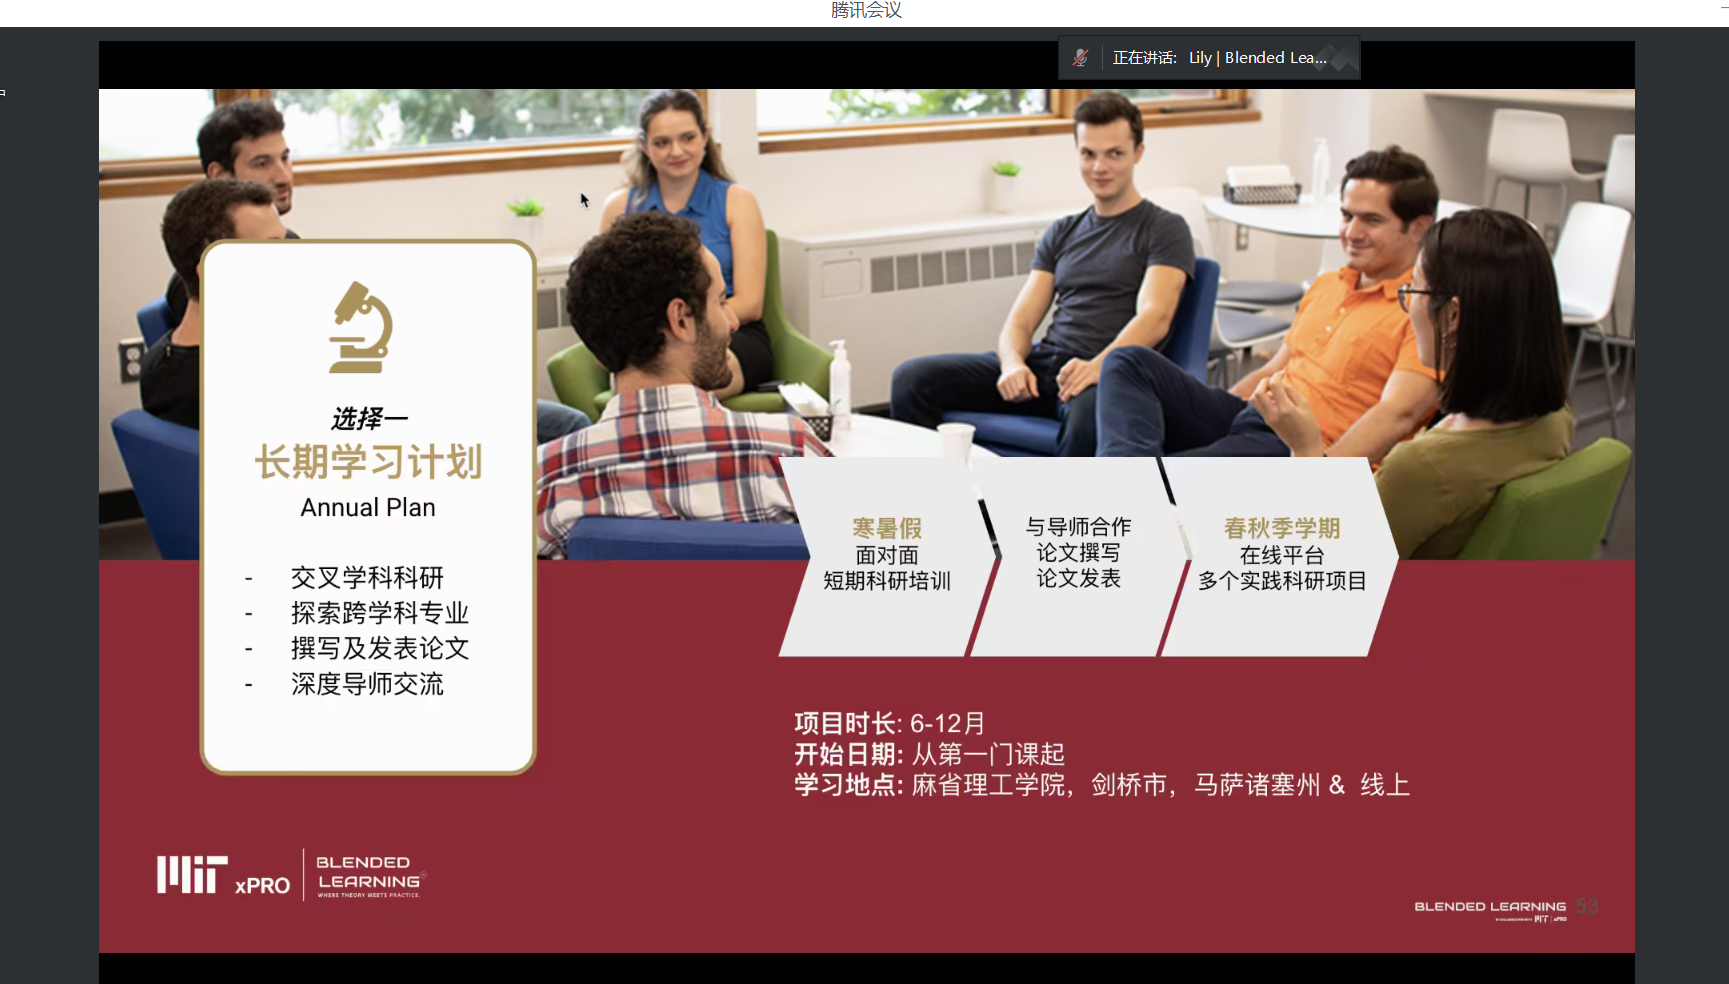 腾讯会议
正在讲话: Lily | Blended Lea...
选择一
长期学习计划
Annual Plan
- 交叉学科科研
- 探索跨学科专业
- 撰写及发表论文
- 深度导师交流
寒暑假
面对面
短期科研培训
与导师合作
论文撰写
论文发表
春秋季学期
在线平台
多个实践科研项目
项目时长: 6-12月
开始日期: 从第一门课起
学习地点: 麻省理工学院，剑桥市，马萨诸塞州 & 线上
MIT xPRO
BLENDED
LEARNING
WHERE THEORY MEETS PRACTICE.
BLENDED LEARNING
53